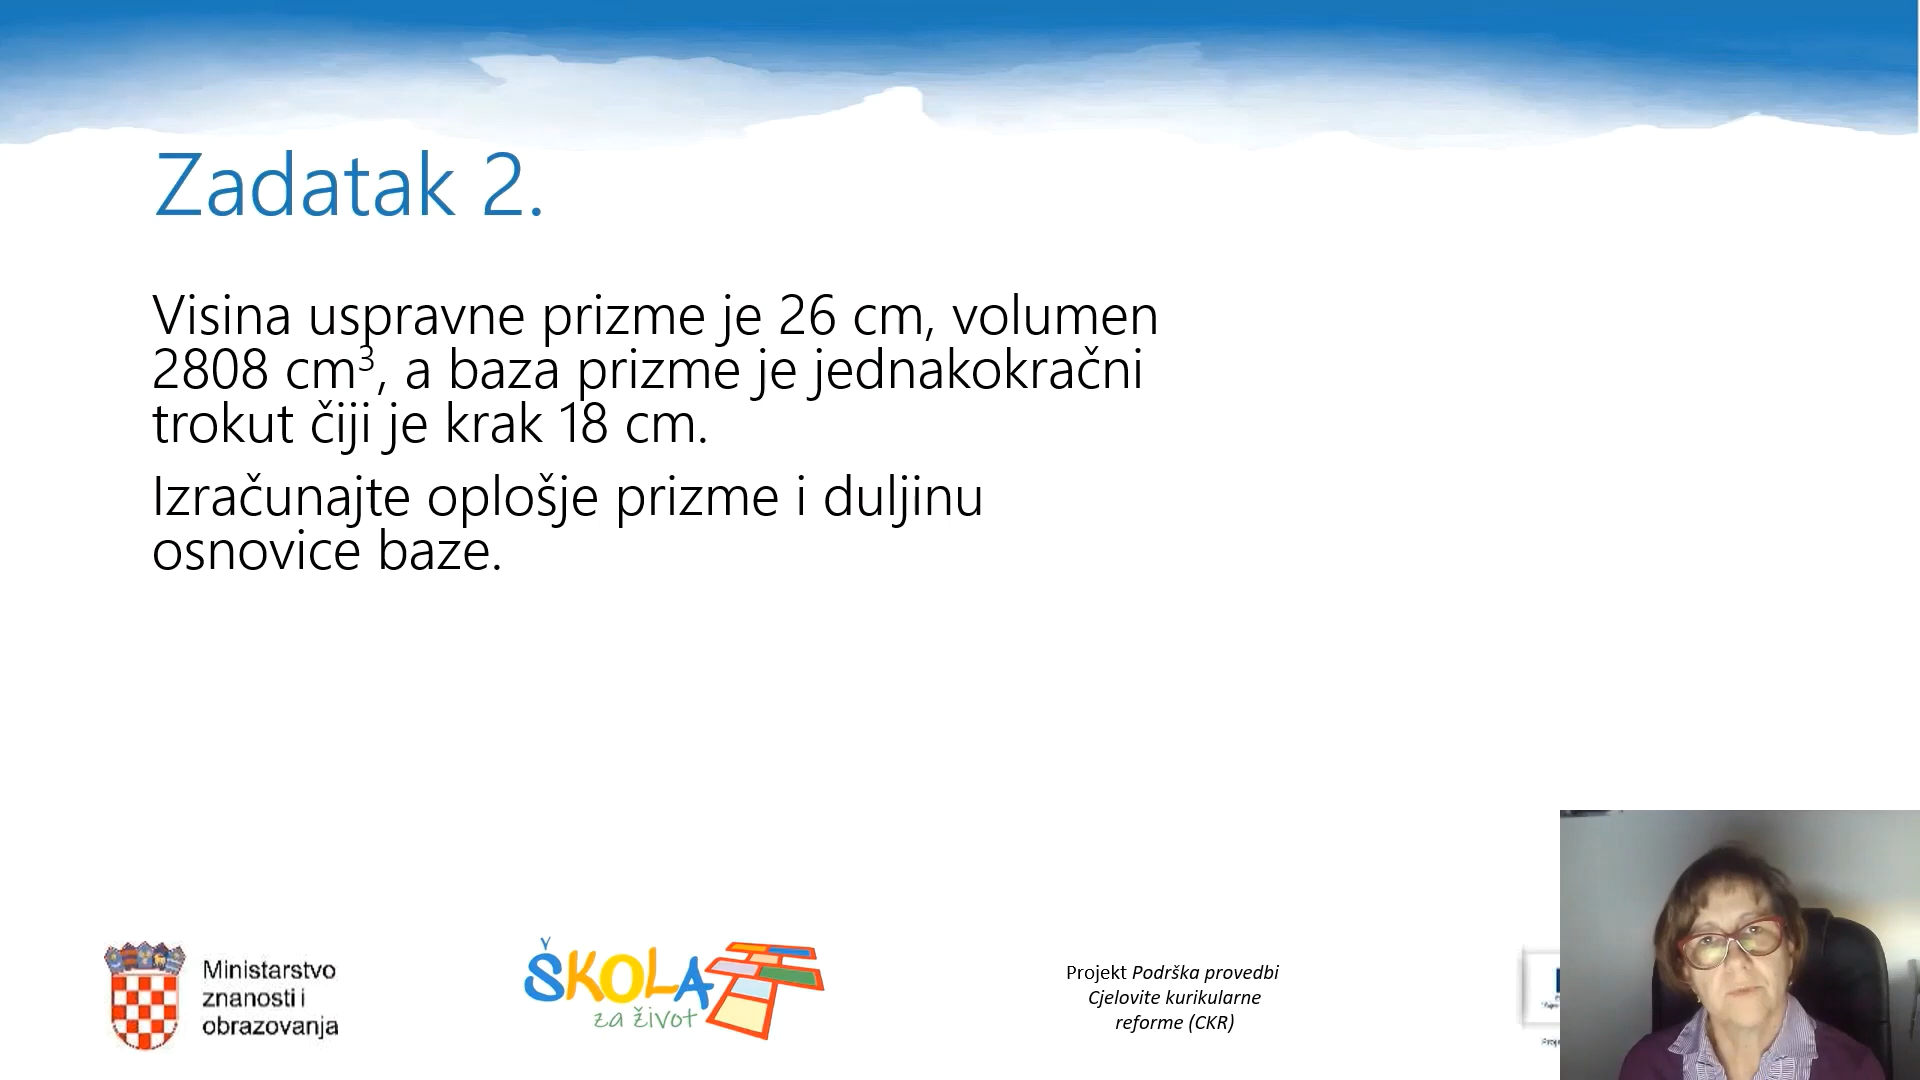 Zadatak 2.
Visina uspravne prizme je 26 cm, volumen
2808 cm³, a baza prizme je jednakokračni
trokut čiji je krak 18 cm.
Izračunajte oplošje prizme i duljinu
osnovice baze.
Ministarstvo
znanosti i
obrazovanja
ŠKOLA
za život
Projekt Podrška provedbi
Cjelovite kurikularne
reforme (CKR)